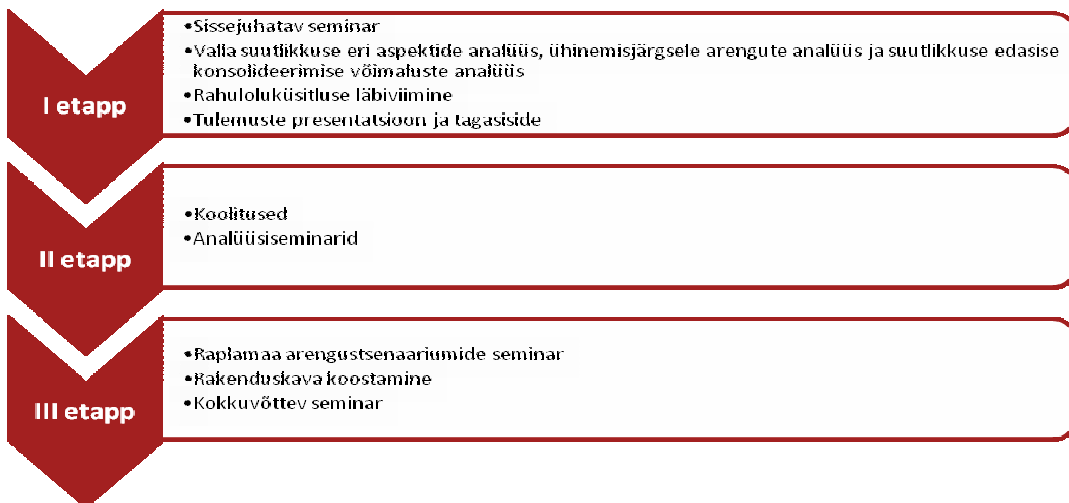 I etapp
•Sissejuhatav seminar
•Valla suutlikkuse eri aspektide analüüs, ühinemisjärgsele arengute analüüs ja suutlikkuse edasise
konsolideerimise võimaluste analüüs
•Rahuloluküsitluse läbiviimine
•Tulemuste presentatsioon ja tagasiside
II etapp
•Koolitused
•Analüüsiseminarid
III etapp
•Raplamaa arengustsenaariumide seminar
•Rakenduskava koostamine
•Kokkuvõttev seminar